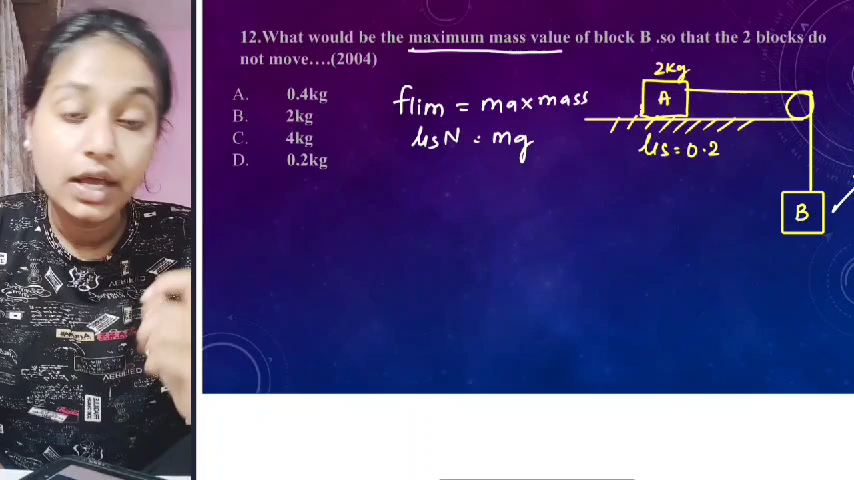 12.What would be the maximum mass value of block B .so that the 2 blocks do
not move….(2004)
A. 0.4kg
B. 2kg
C. 4kg
D. 0.2kg
flim = max mass
μsN = mg
2kg
A
μs = 0.2
B